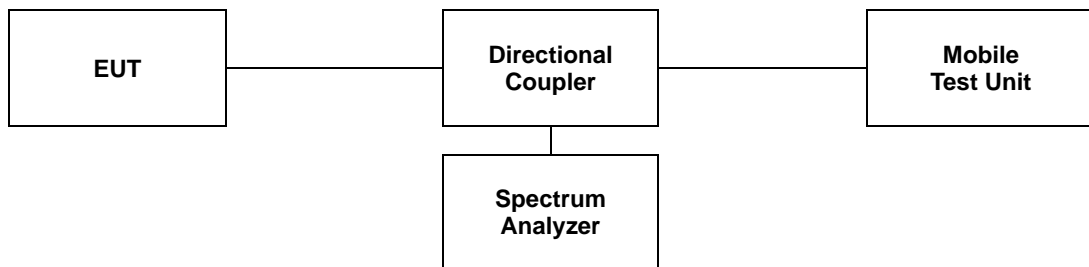 EUT
Directional
Coupler
Mobile
Test Unit
Spectrum
Analyzer